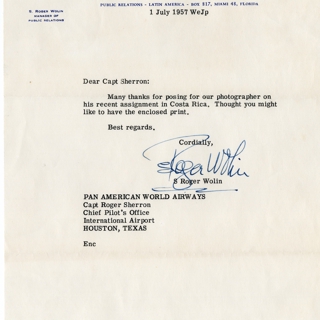 PUBLIC RELATIONS - LATIN AMERICA - BOX 817, MIAMI 48, FLORIDA
S. ROGER WOLIN
MANAGER OF
PUBLIC RELATIONS
1 July 1957 WeJp
Dear Capt Sherron:
Many thanks for posing for our photographer on
his recent assignment in Costa Rica. Thought you might
like to have the enclosed print.
Best regards.
Cordially,
Roger Wolin
S Roger Wolin
PAN AMERICAN WORLD AIRWAYS
Capt Roger Sherron
Chief Pilot's Office
International Airport
HOUSTON, TEXAS
Enc